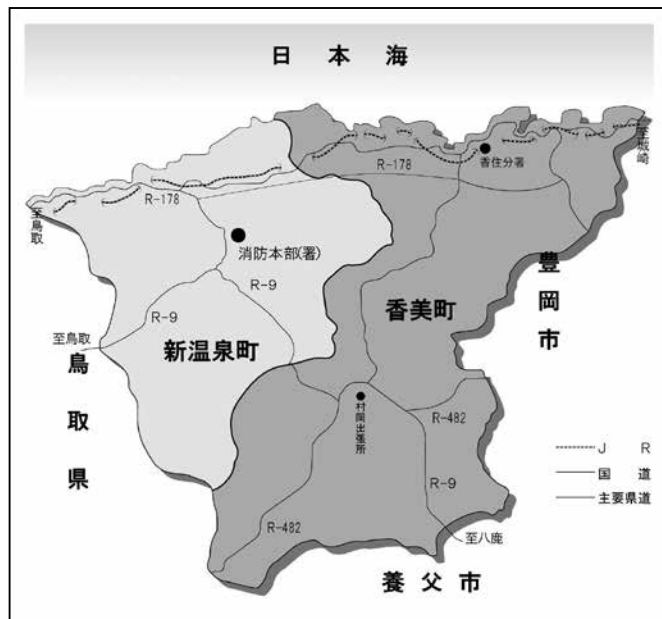 日本海
至城崎
香住分署
R-178
R-178
至鳥取
消防本部(署)
R-9
豊岡市
香美町
R-9
至鳥取
新温泉町
鳥取県
村岡出張所
R-482
JR
国道
R-9
主要県道
R-482
至八鹿
養父市